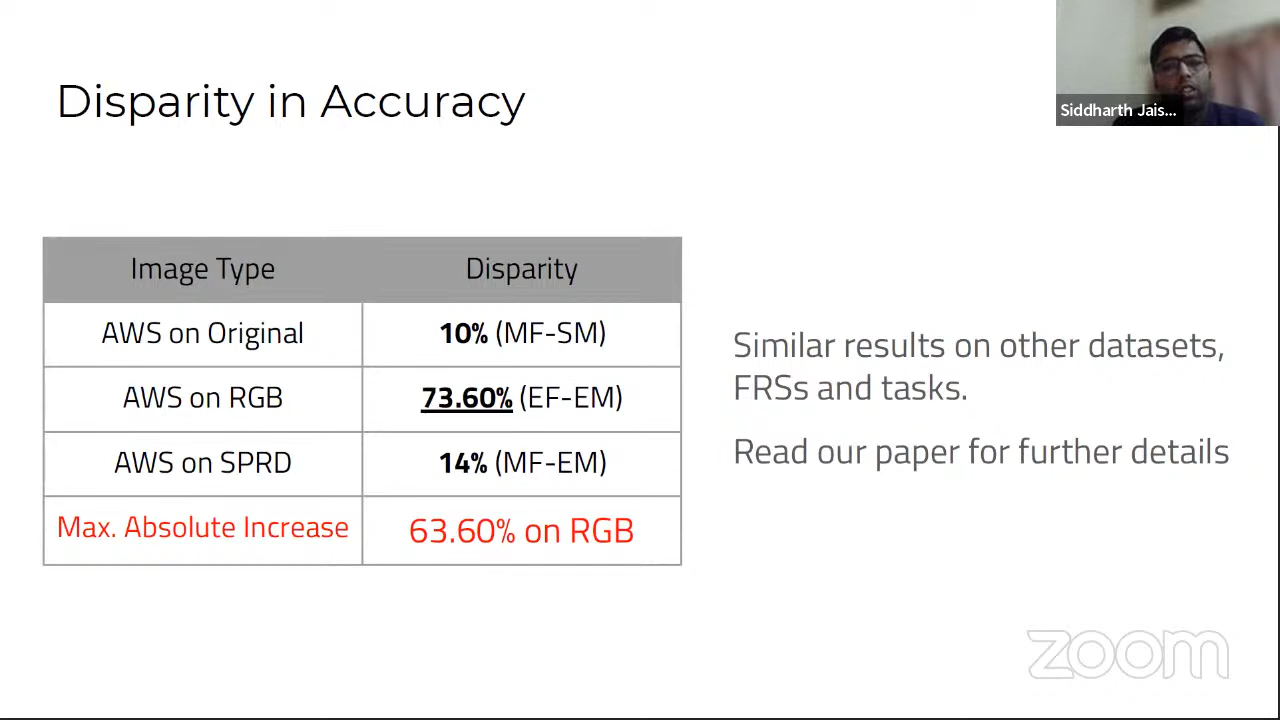 Disparity in Accuracy
Siddharth Jais...
Image Type Disparity
AWS on Original 10% (MF-SM)
AWS on RGB 73.60% (EF-EM)
AWS on SPRD 14% (MF-EM)
Max. Absolute Increase 63.60% on RGB
Similar results on other datasets,
FRSs and tasks.
Read our paper for further details
zoom